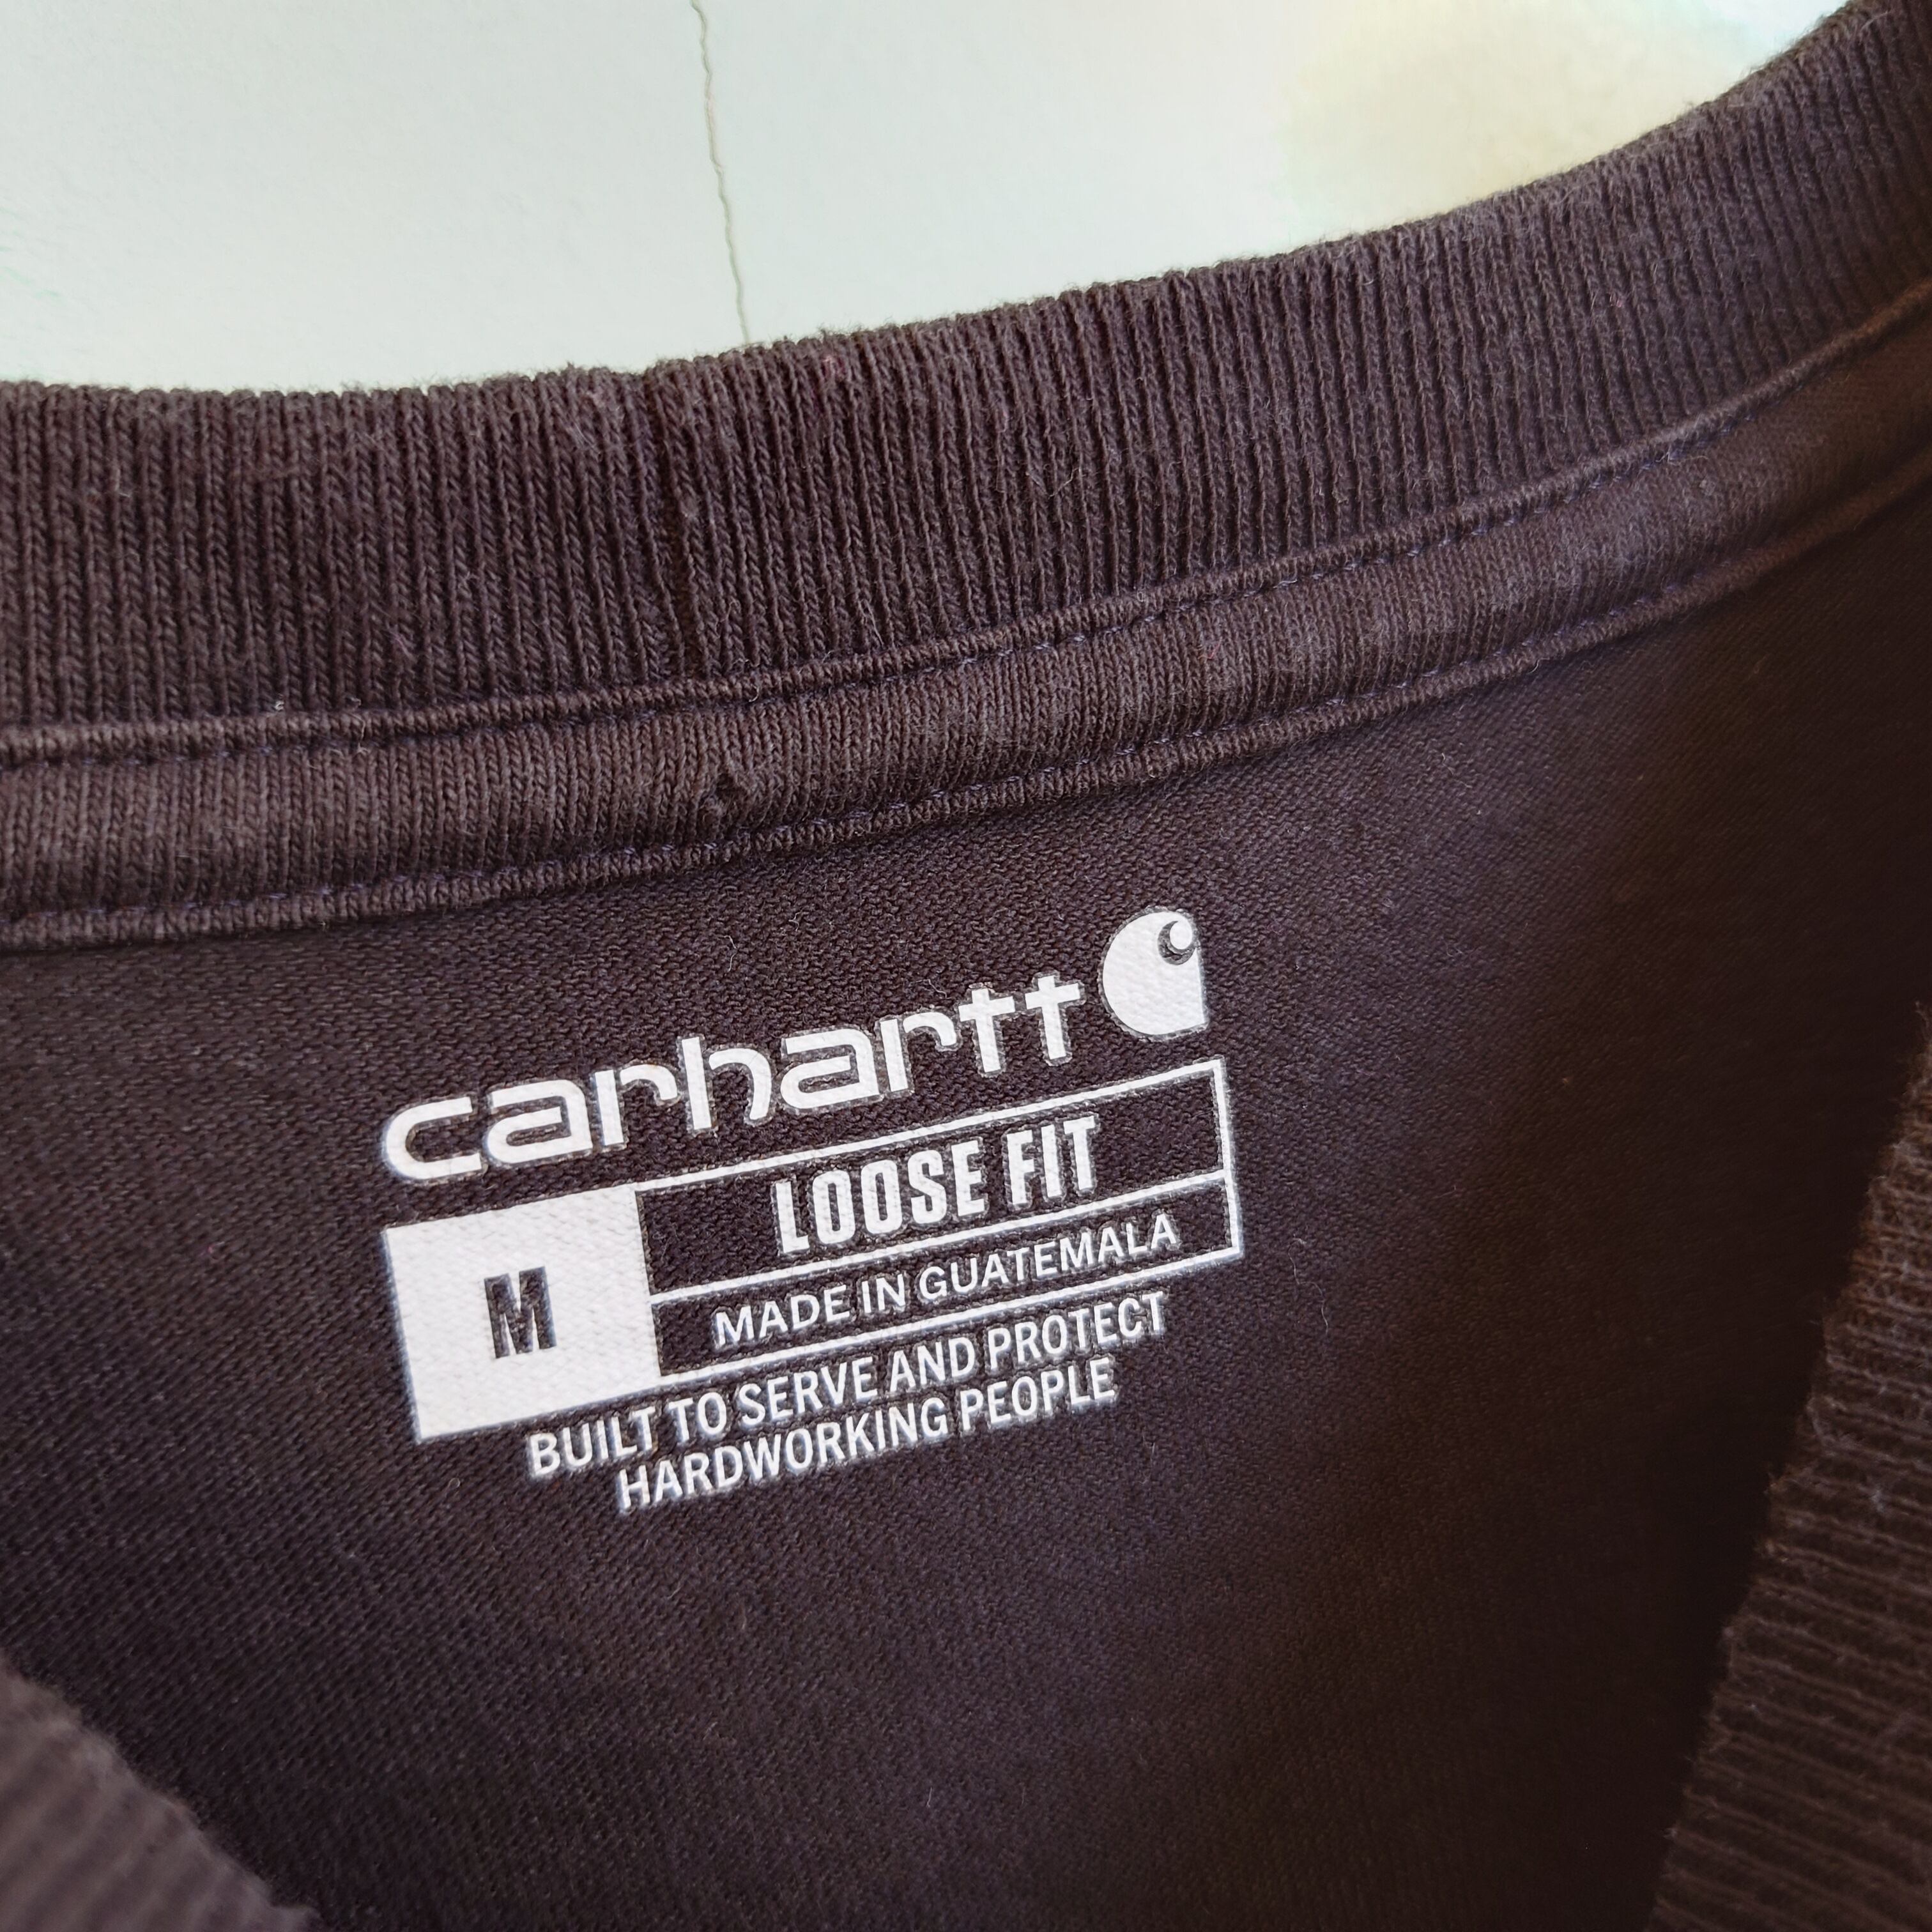 carhartt
M
LOOSE FIT
MADE IN GUATEMALA
BUILT TO SERVE AND PROTECT
HARDWORKING PEOPLE